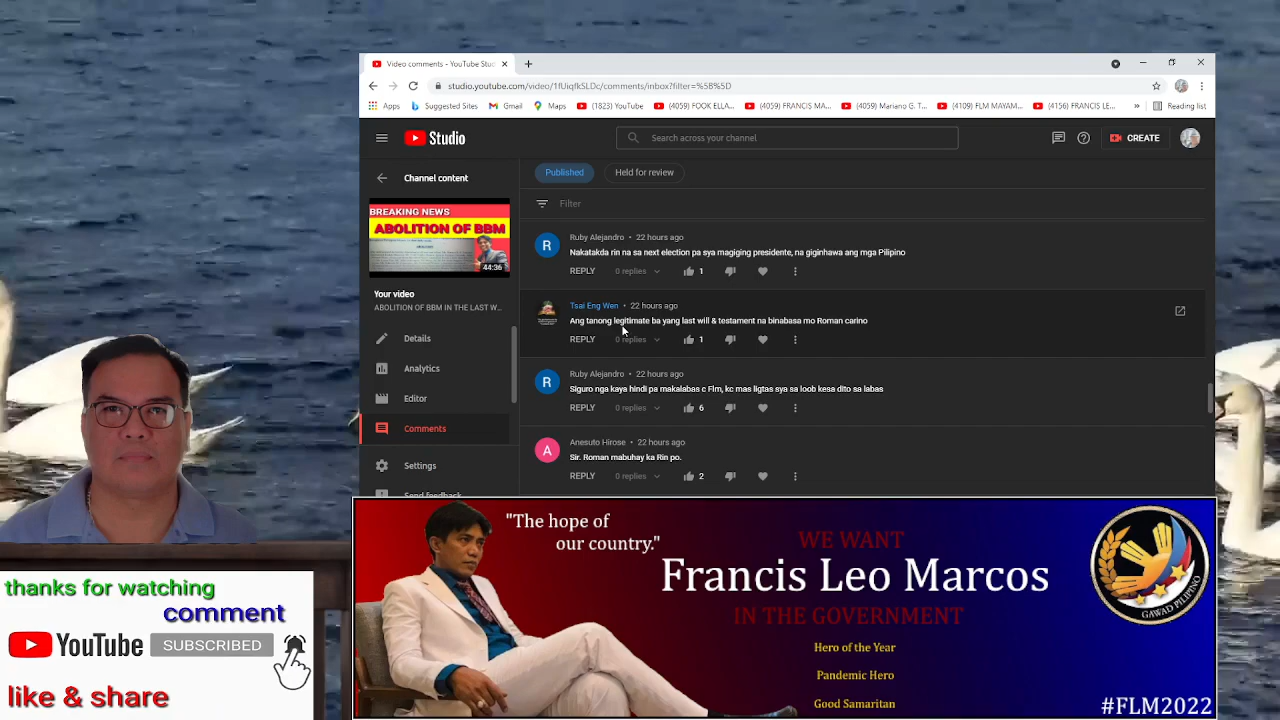 Video comments - YouTube Stu
studio.youtube.com/video/1fUiqfkSLDc/comments/inbox?filter=%5B%5D
Apps
Suggested Sites
Gmail
Maps
(1823) YouTube
(4059) FOOK ELLA...
(4059) FRANCIS MA...
(4059) Mariano G. T...
(4109) FLM MAYAM...
(4156) FRANCIS LE...
»
Reading list
Studio
Search across your channel
CREATE
Channel content
Published
Held for review
Filter
BREAKING NEWS
ABOLITION OF BBM
44:36
Your video
ABOLITION OF BBM IN THE LAST W...
Details
Analytics
Editor
Comments
Settings
Send feedback
R
Ruby Alejandro • 22 hours ago
Nakatakda rin na sa next election pa sya magiging presidente, na giginhawa ang mga Pilipino
REPLY 0 replies 1
Tsai Eng Wen • 22 hours ago
Ang tanong legitimate ba yang last will & testament na binabasa mo Roman carino
REPLY 0 replies 1
R
Ruby Alejandro • 22 hours ago
Siguro nga kaya hindi pa makalabas c Flm, kc mas ligtas sya sa loob kesa dito sa labas
REPLY 0 replies 6
A
Anesuto Hirose • 22 hours ago
Sir. Roman mabuhay ka Rin po.
REPLY 0 replies 2
thanks for watching
comment
YouTube
SUBSCRIBED
like & share
"The hope of
our country."
WE WANT
Francis Leo Marcos
IN THE GOVERNMENT
Hero of the Year
Pandemic Hero
Good Samaritan
GAWAD PILIPINO
#FLM2022